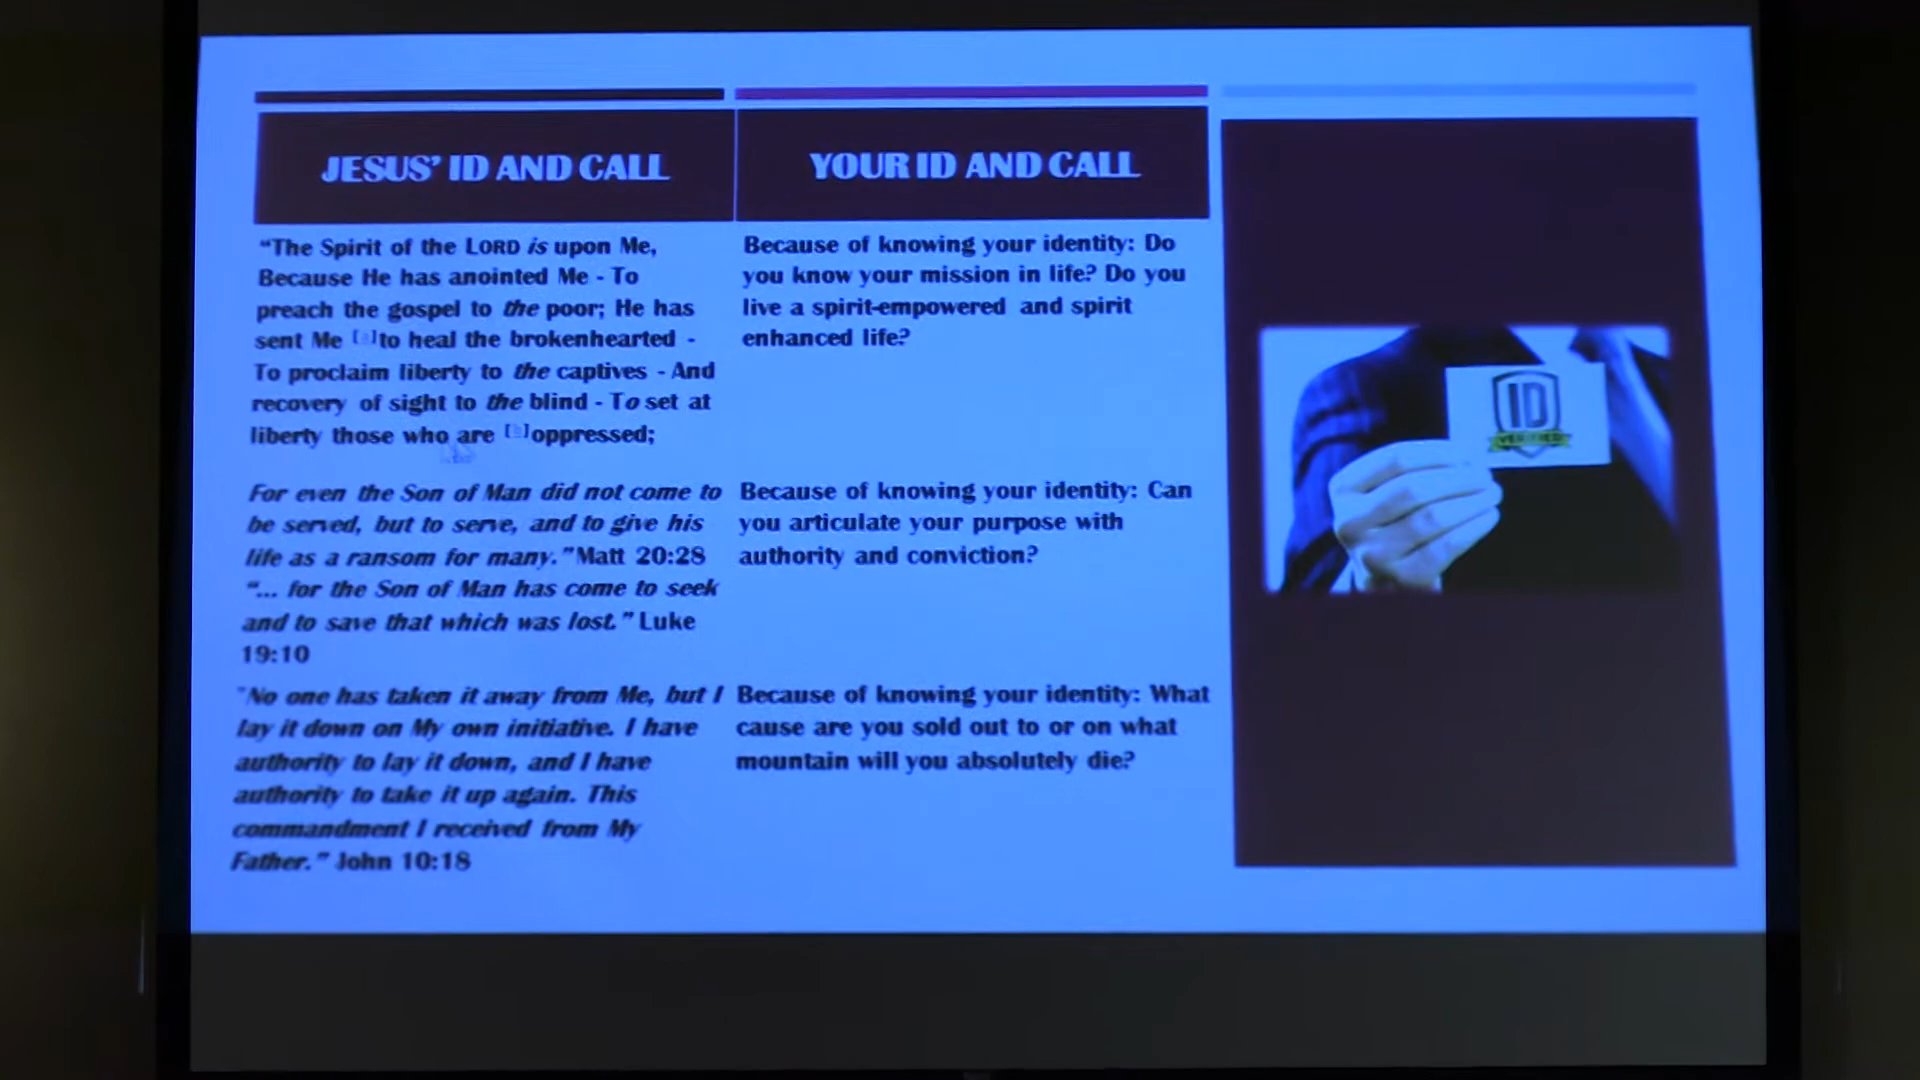 JESUS' ID AND CALL
"The Spirit of the LORD is upon Me,
Because He has anointed Me - To
preach the gospel to the poor; He has
sent Me [a]to heal the brokenhearted -
To proclaim liberty to the captives - And
recovery of sight to the blind - To set at
liberty those who are [b]oppressed;
For even the Son of Man did not come to
be served, but to serve, and to give his
life as a ransom for many." Matt 20:28
"... for the Son of Man has come to seek
and to save that which was lost." Luke
19:10
"No one has taken it away from Me, but I
lay it down on My own initiative. I have
authority to lay it down, and I have
authority to take it up again. This
commandment I received from My
Father." John 10:18
YOUR ID AND CALL
Because of knowing your identity: Do
you know your mission in life? Do you
live a spirit-empowered and spirit
enhanced life?
Because of knowing your identity: Can
you articulate your purpose with
authority and conviction?
Because of knowing your identity: What
cause are you sold out to or on what
mountain will you absolutely die?
ID
VERIFIED